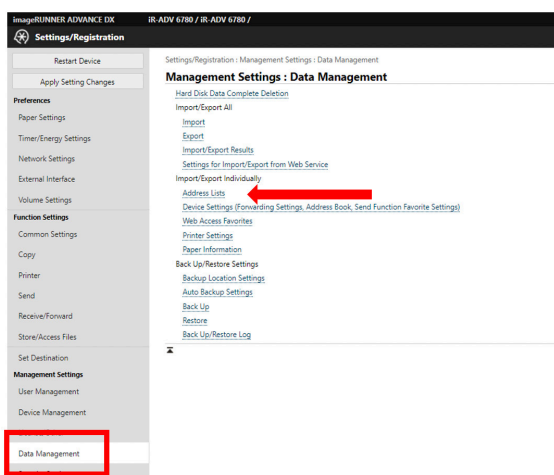 imageRUNNER ADVANCE DX iR-ADV 6780 / iR-ADV 6780 /
Settings/Registration
Restart Device
Apply Setting Changes
Preferences
Paper Settings
Timer/Energy Settings
Network Settings
External Interface
Volume Settings
Function Settings
Common Settings
Copy
Printer
Send
Receive/Forward
Store/Access Files
Set Destination
Management Settings
User Management
Device Management
Data Management
Settings/Registration : Management Settings : Data Management
Management Settings : Data Management
Hard Disk Data Complete Deletion
Import/Export All
Import
Export
Import/Export Results
Settings for Import/Export from Web Service
Import/Export Individually
Address Lists
Device Settings (Forwarding Settings, Address Book, Send Function Favorite Settings)
Web Access Favorites
Printer Settings
Paper Information
Back Up/Restore Settings
Backup Location Settings
Auto Backup Settings
Back Up
Restore
Back Up/Restore Log